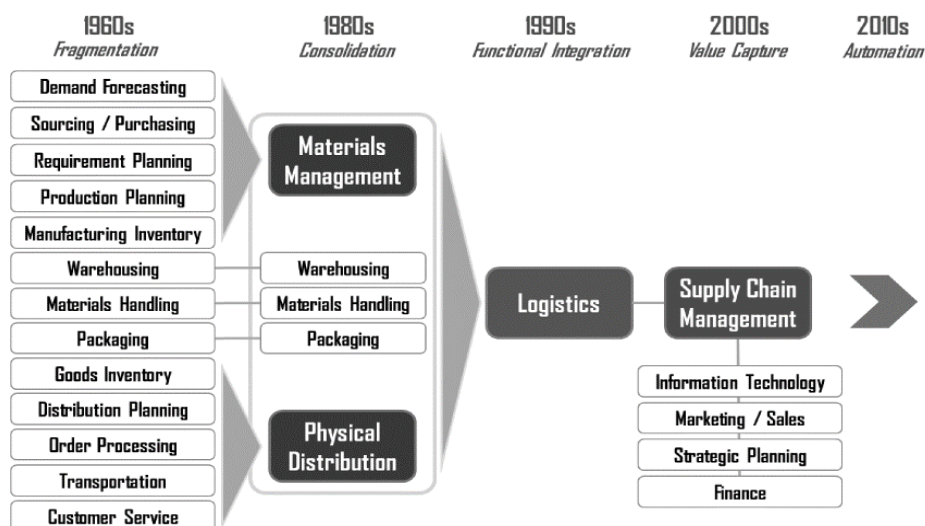 1960s
Fragmentation
1980s
Consolidation
1990s
Functional Integration
2000s
Value Capture
2010s
Automation
Demand Forecasting
Sourcing / Purchasing
Requirement Planning
Production Planning
Manufacturing Inventory
Warehousing
Materials Handling
Packaging
Goods Inventory
Distribution Planning
Order Processing
Transportation
Customer Service
Materials
Management
Warehousing
Materials Handling
Packaging
Physical
Distribution
Logistics
Supply Chain
Management
Information Technology
Marketing / Sales
Strategic Planning
Finance